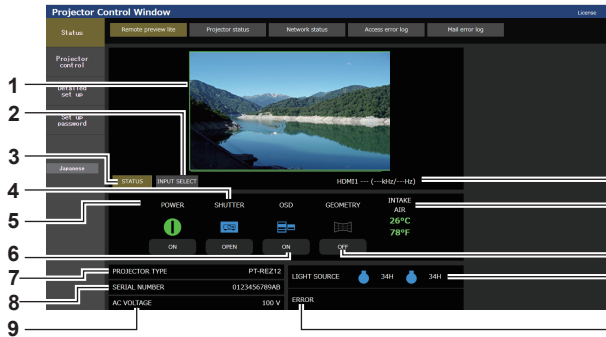 Projector Control Window
License
Status
Remote preview lite
Projector status
Network status
Access error log
Mail error log
Projector
control
Detailed
set up
Set up
password
Japanese
1
2
3
4
5
6
7
8
9
STATUS
INPUT SELECT
HDMI1 --- (---kHz/---Hz)
POWER
SHUTTER
OSD
GEOMETRY
INTAKE
AIR
26°C
78°F
ON
OPEN
ON
OFF
PROJECTOR TYPE PT-REZ12
SERIAL NUMBER 0123456789AB
AC VOLTAGE 100 V
LIGHT SOURCE 34H 34H
ERROR